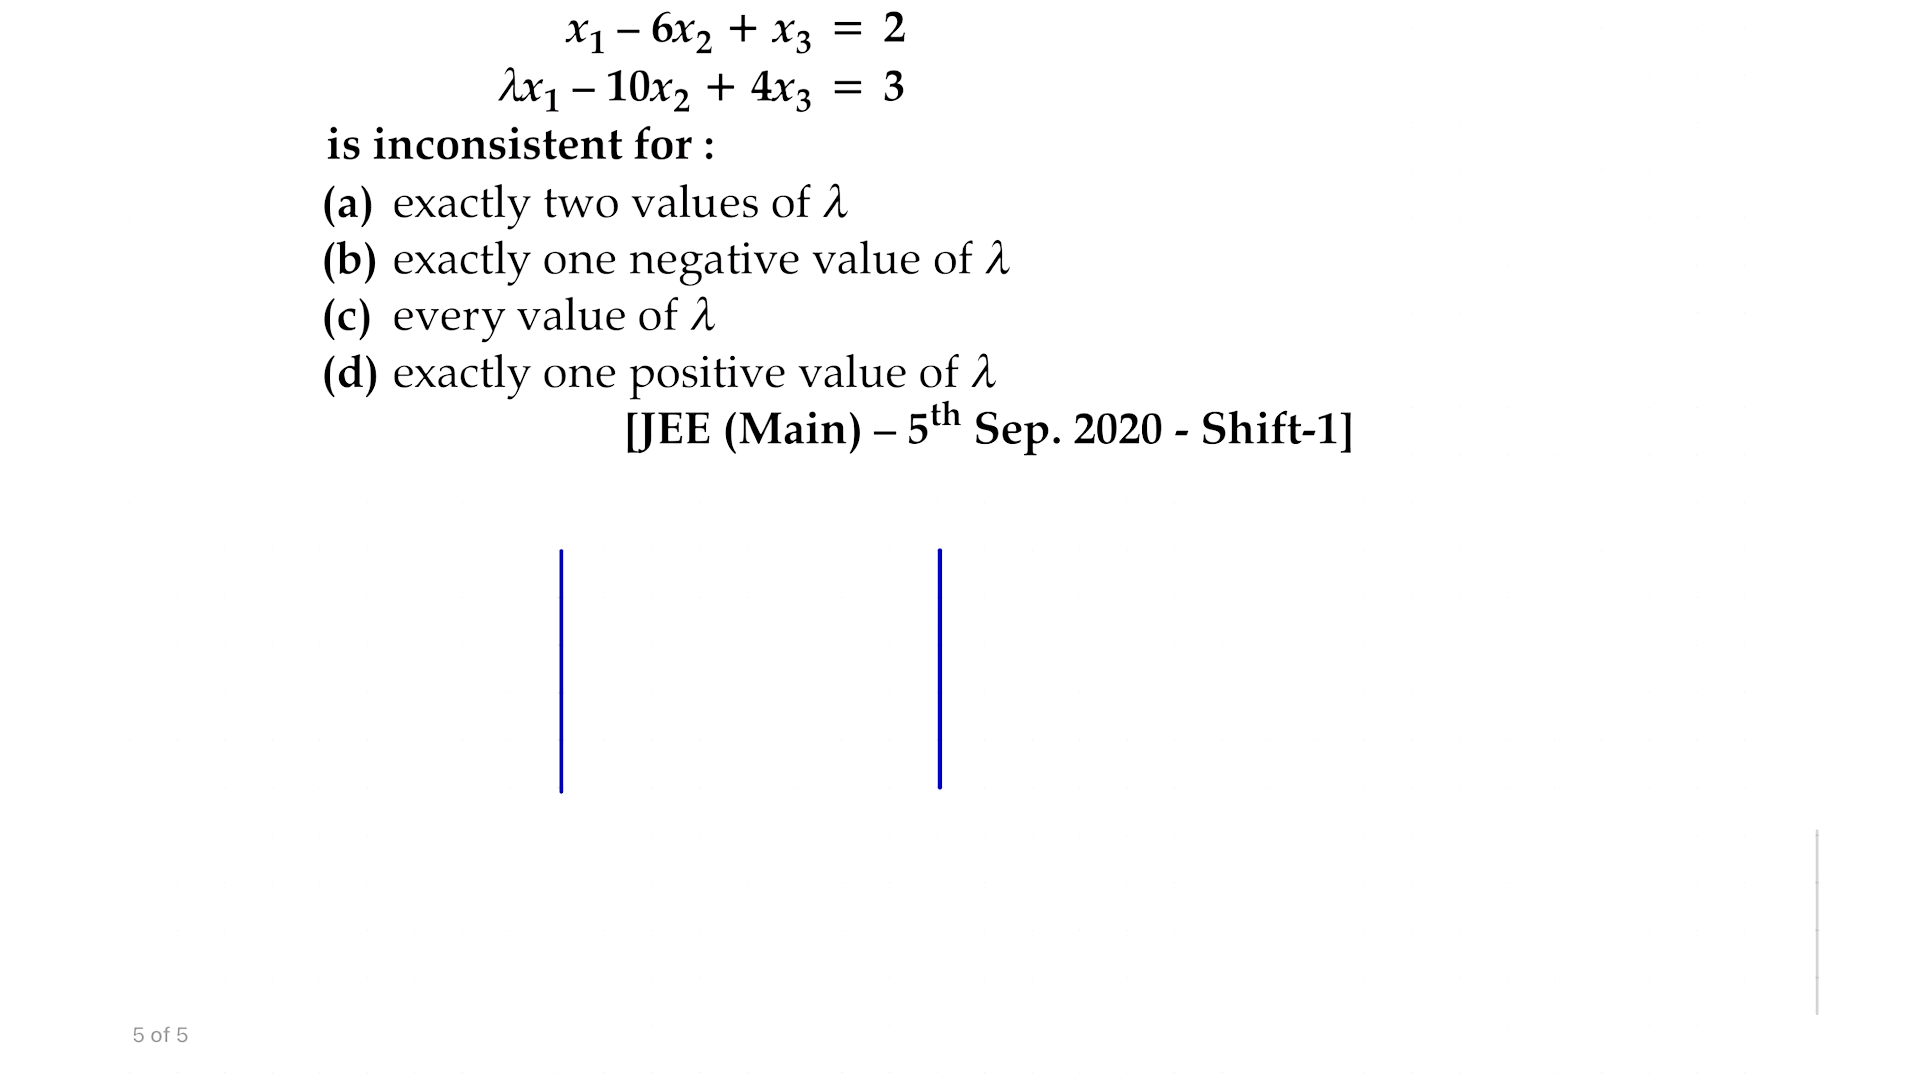 x₁ – 6x₂ + x₃ = 2
λx₁ – 10x₂ + 4x₃ = 3
is inconsistent for :
(a) exactly two values of λ
(b) exactly one negative value of λ
(c) every value of λ
(d) exactly one positive value of λ
[JEE (Main) – 5th Sep. 2020 - Shift-1]
5 of 5